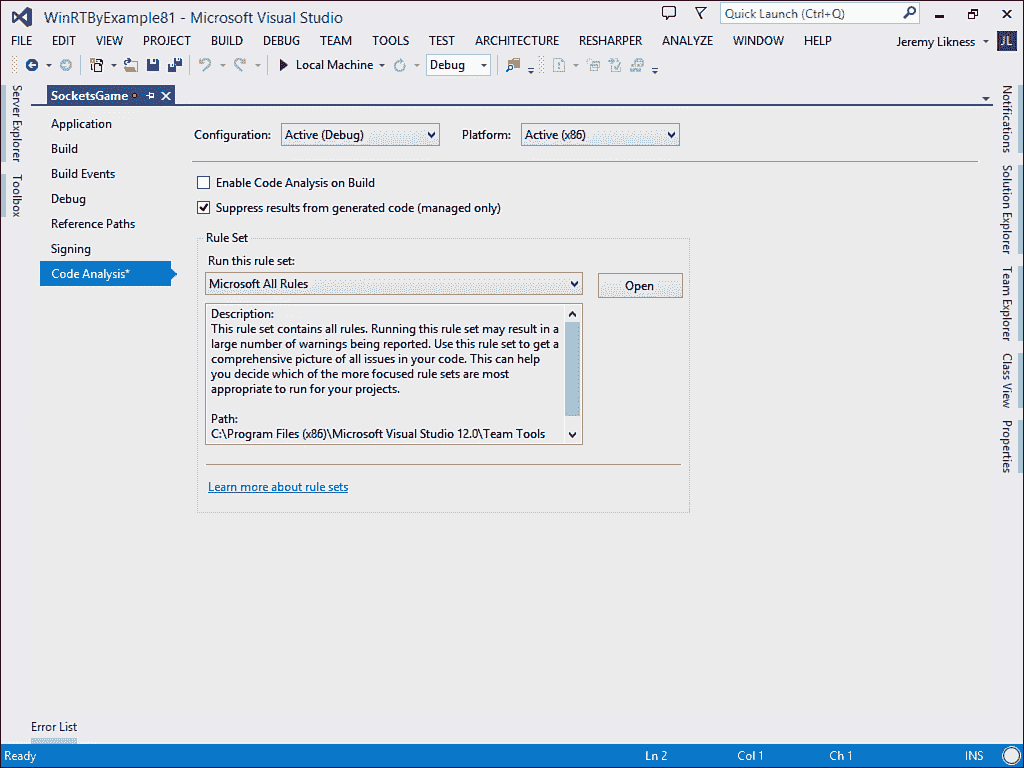 WinRTByExample81 - Microsoft Visual Studio
Quick Launch (Ctrl+Q)
FILE EDIT VIEW PROJECT BUILD DEBUG TEAM TOOLS TEST ARCHITECTURE RESHARPER ANALYZE WINDOW HELP Jeremy Likness JL
Local Machine Debug
Server Explorer
Toolbox
SocketsGame
Application
Build
Build Events
Debug
Reference Paths
Signing
Code Analysis*
Configuration: Active (Debug) Platform: Active (x86)
Enable Code Analysis on Build
Suppress results from generated code (managed only)
Rule Set
Run this rule set:
Microsoft All Rules Open
Description:
This rule set contains all rules. Running this rule set may result in a
large number of warnings being reported. Use this rule set to get a
comprehensive picture of all issues in your code. This can help
you decide which of the more focused rule sets are most
appropriate to run for your projects.
Path:
C:\Program Files (x86)\Microsoft Visual Studio 12.0\Team Tools
Learn more about rule sets
Notifications
Solution Explorer
Team Explorer
Class View
Properties
Error List
Ready Ln 2 Col 1 Ch 1 INS